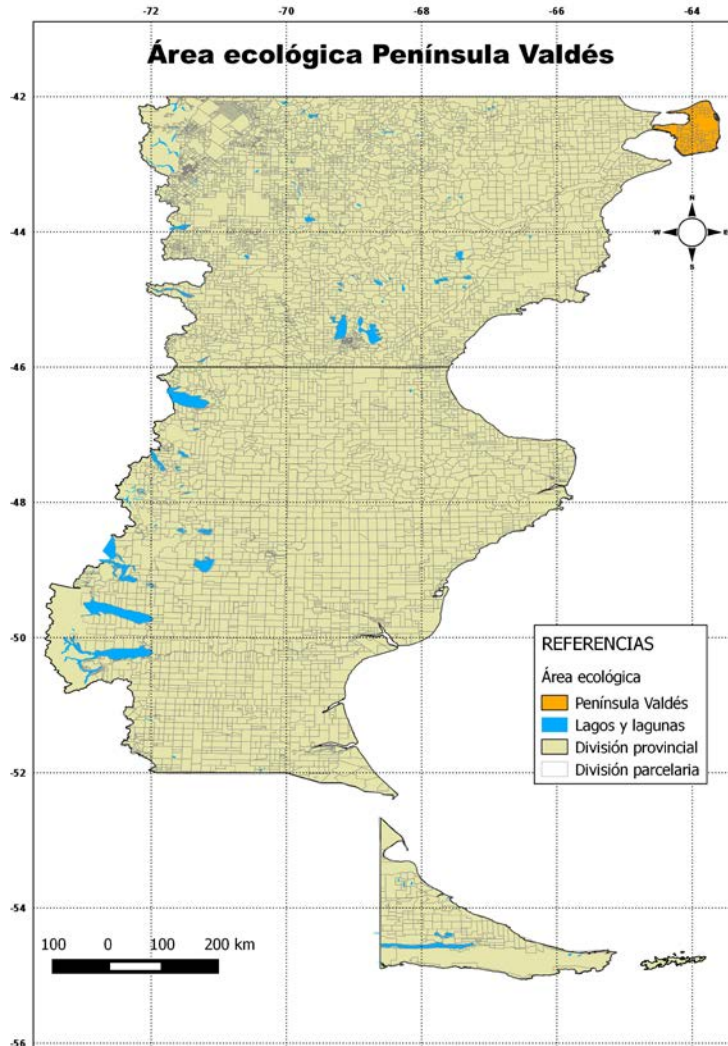 -72 -70 -68 -66 -64
Área ecológica Península Valdés
-42
N
-44
W E
S
-46
-48
-50
REFERENCIAS
Área ecológica
Península Valdés
Lagos y lagunas
División provincial
División parcelaria
-52
-54
100 0 100 200 km
-56